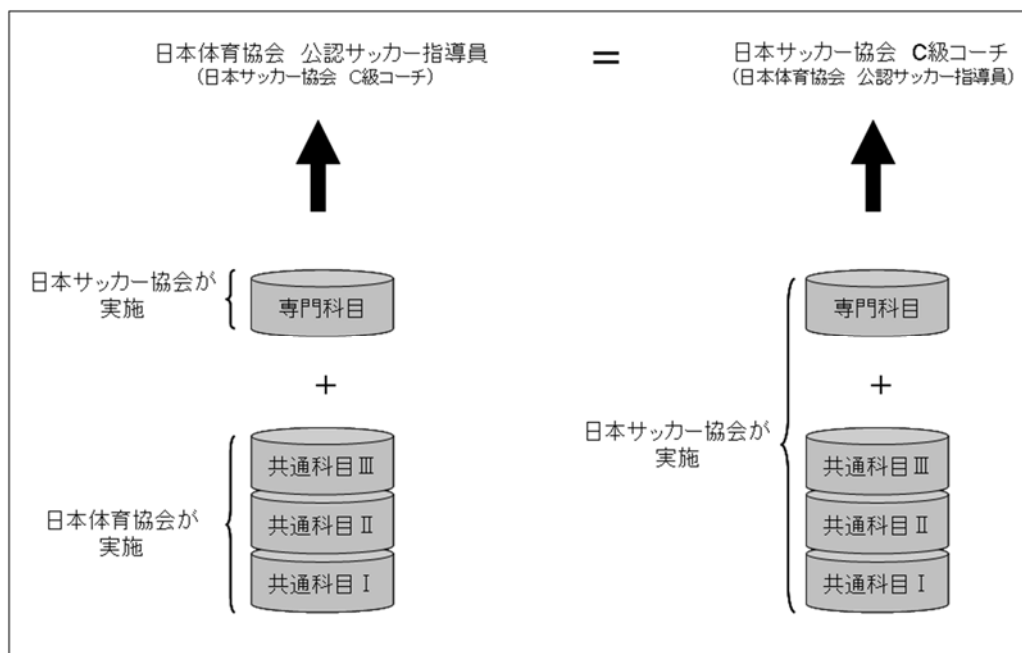 日本体育協会 公認サッカー指導員
(日本サッカー協会 C級コーチ)
=
日本サッカー協会 C級コーチ
(日本体育協会 公認サッカー指導員)
日本サッカー協会が
実施
専門科目
+
日本体育協会が
実施
共通科目Ⅲ
共通科目Ⅱ
共通科目Ⅰ
日本サッカー協会が
実施
専門科目
+
共通科目Ⅲ
共通科目Ⅱ
共通科目Ⅰ